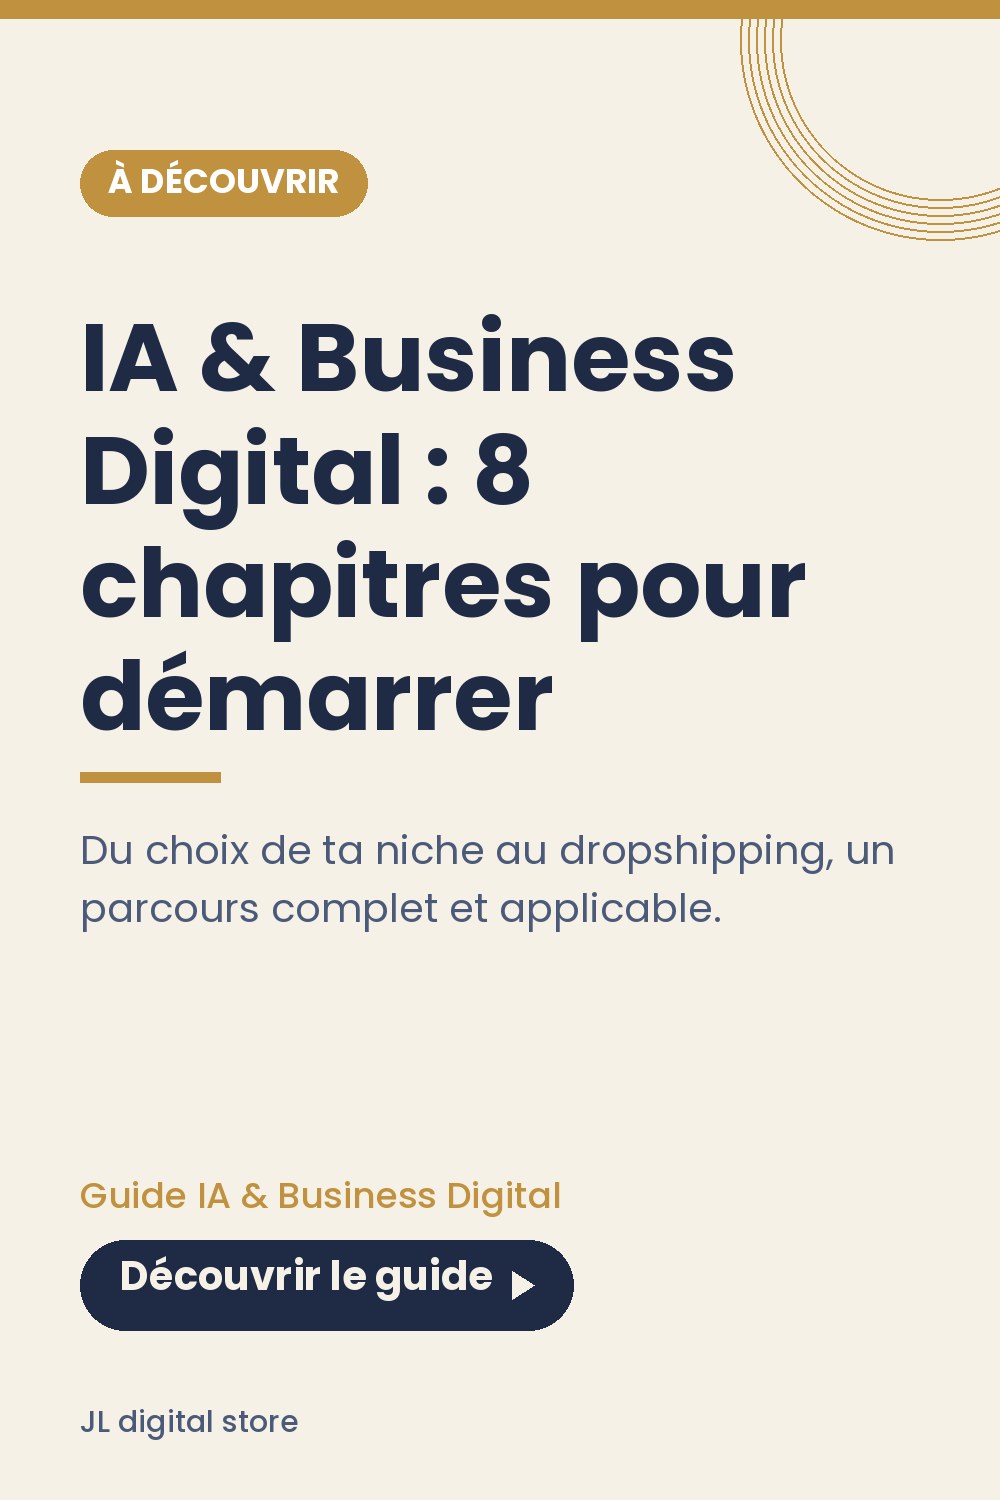 À DÉCOUVRIR
IA & Business
Digital : 8
chapitres pour
démarrer
Du choix de ta niche au dropshipping, un
parcours complet et applicable.
Guide IA & Business Digital
Découvrir le guide
JL digital store